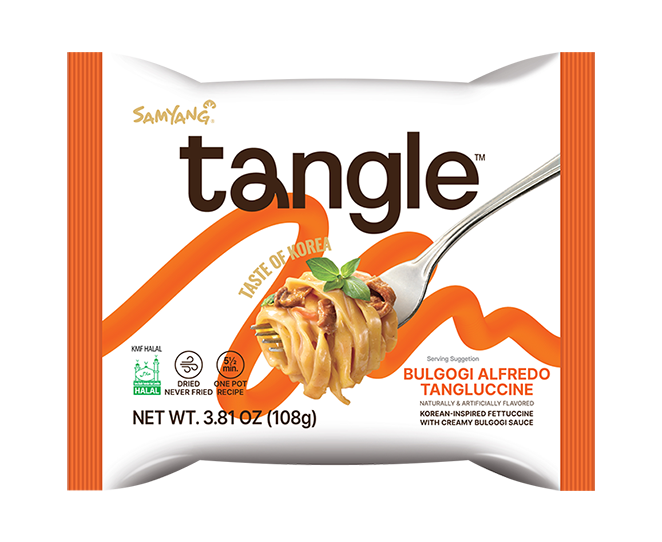 SAMYANG®
tangle™
TASTE OF KOREA
KMF HALAL
HALAL
DRIED
NEVER FRIED
5½
min.
ONE POT
RECIPE
NET WT. 3.81 OZ (108g)
Serving Suggetion
BULGOGI ALFREDO
TANGLUCCINE
NATURALLY & ARTIFICIALLY FLAVORED
KOREAN-INSPIRED FETTUCCINE
WITH CREAMY BULGOGI SAUCE